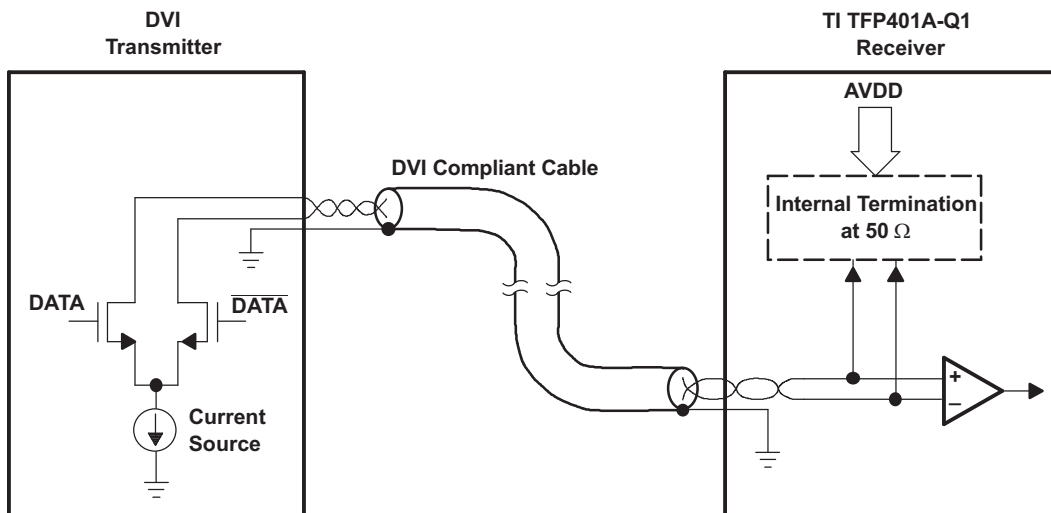 DVI
Transmitter
TI TFP401A-Q1
Receiver
AVDD
DVI Compliant Cable
Internal Termination
at 50 Ω
DATA
DATA
+
−
Current
Source